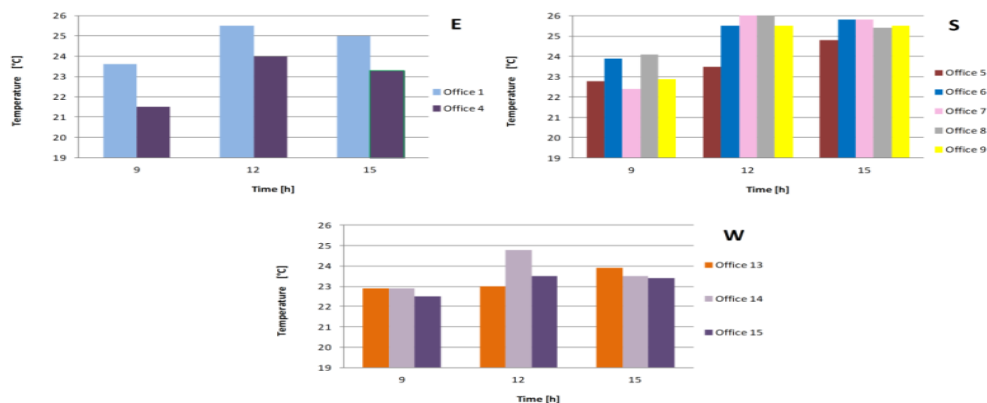 E
Temperature [°C]
26
25
24
23
22
21
20
19
9 12 15
Time [h]
Office 1
Office 4
S
Temperature [°C]
26
25
24
23
22
21
20
19
9 12 15
Time [h]
Office 5
Office 6
Office 7
Office 8
Office 9
W
Temperature [°C]
26
25
24
23
22
21
20
19
9 12 15
Time [h]
Office 13
Office 14
Office 15